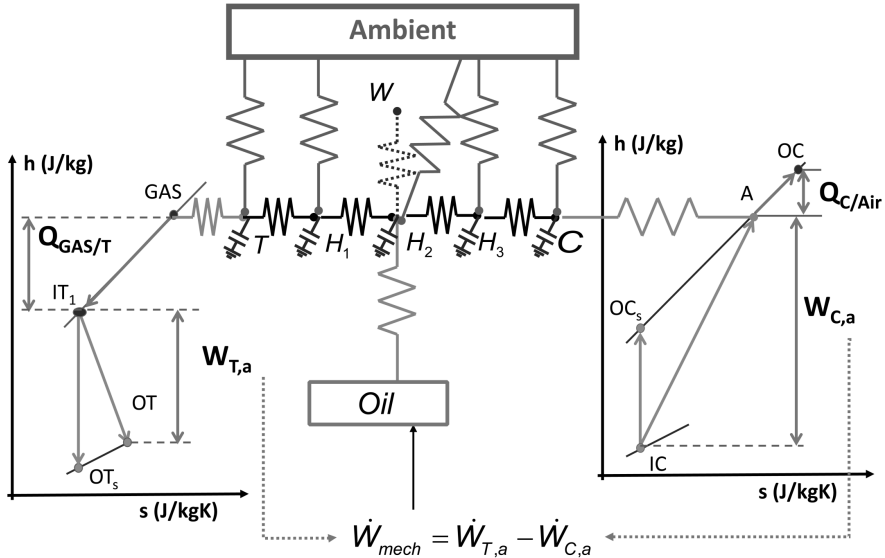 Ambient
W
h (J/kg)
GAS
Q_GAS/T
IT_1
W_T,a
OT
OT_s
s (J/kgK)
T
H_1
H_2
H_3
C
Oil
h (J/kg)
OC
A
Q_C/Air
OC_s
W_C,a
IC
s (J/kgK)
Ẇ_mech = Ẇ_T,a − Ẇ_C,a